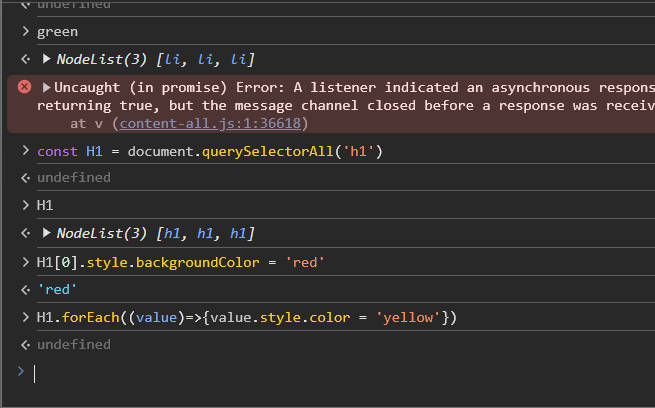 undefined
green
NodeList(3) [li, li, li]
Uncaught (in promise) Error: A listener indicated an asynchronous respons
returning true, but the message channel closed before a response was receiv
at v (content-all.js:1:36618)
const H1 = document.querySelectorAll('h1')
undefined
H1
NodeList(3) [h1, h1, h1]
H1[0].style.backgroundColor = 'red'
'red'
H1.forEach((value)=>{value.style.color = 'yellow'})
undefined